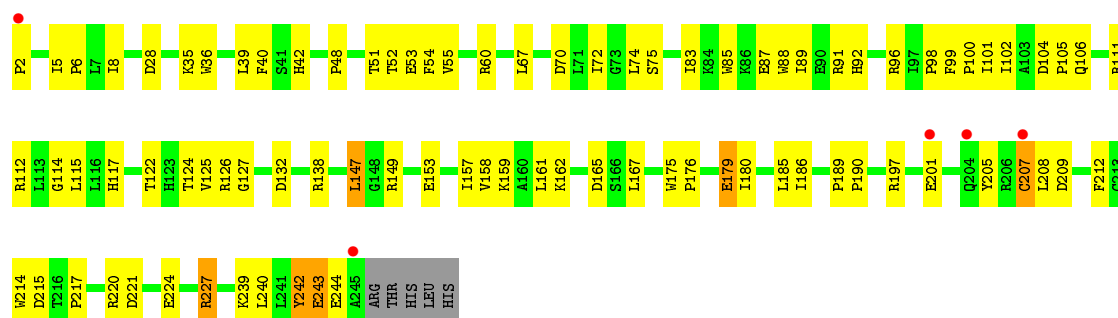 P2 I5 P6 L7 I8 D28 K35 W36 L39 F40 S41 H42 P48 T51 T52 E53 F54 V55 R60 L67 D70 L71 I72 G73 L74 S75 I83 K84 W85 K86 E87 W88 I89 E90 R91 H92 R96 I97 P98 F99 P100 I101 I102 A103 D104 P105 Q106 R111
R112 L113 G114 L115 L116 H117 T122 H123 T124 V125 R126 G127 D132 R138 L147 G148 R149 E153 I157 V158 K159 A160 L161 K162 D165 S166 L167 W175 P176 E179 I180 L185 I186 P189 P190 R197 E201 Q204 Y205 R206 C207 L208 D209 F212 G213
W214 D215 T216 P217 R220 D221 E224 R227 K239 L240 L241 Y242 E243 E244 A245 ARG THR HIS LEU HIS